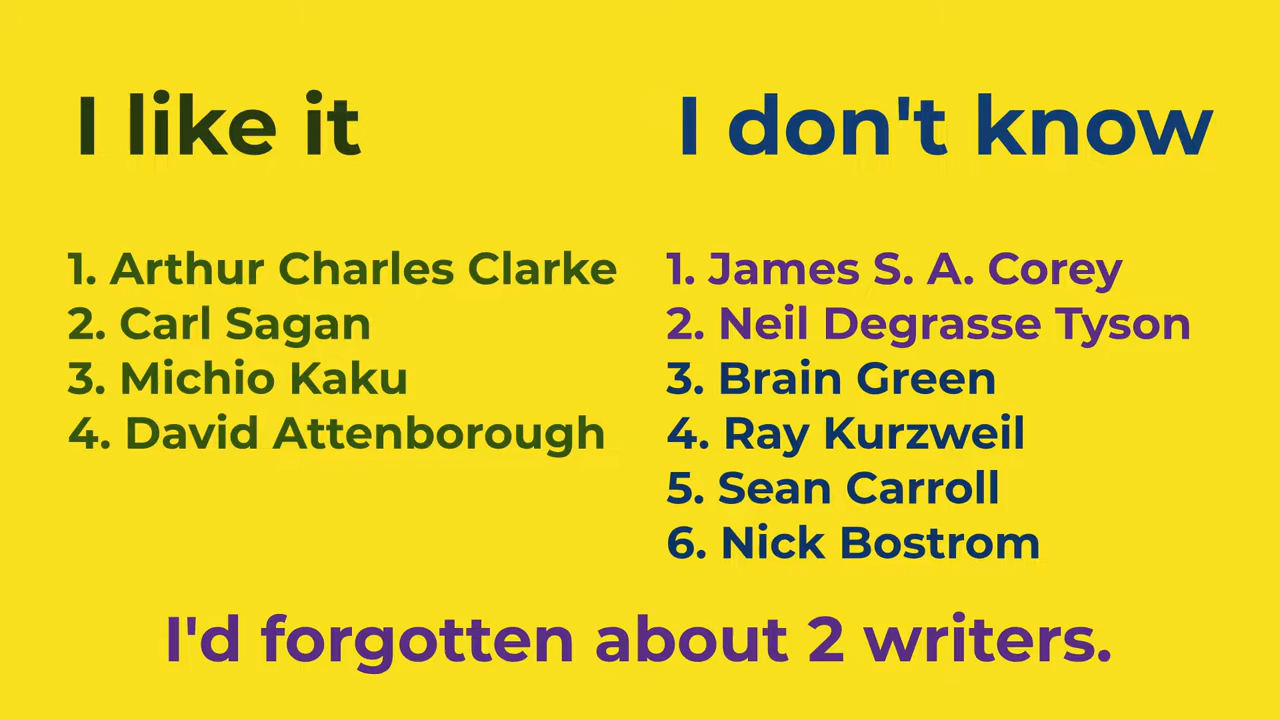 I like it
1. Arthur Charles Clarke
2. Carl Sagan
3. Michio Kaku
4. David Attenborough
I don't know
1. James S. A. Corey
2. Neil Degrasse Tyson
3. Brain Green
4. Ray Kurzweil
5. Sean Carroll
6. Nick Bostrom
I'd forgotten about 2 writers.